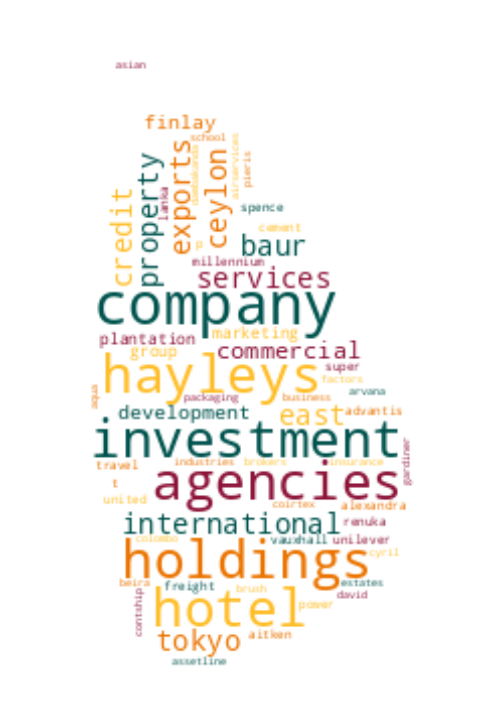 asian
finlay
school
credit
property
lanka
exports
ceylon
airservices
pieris
spence
cement
p
baur
millennium
services
company
plantation
marketing
group
commercial
hayleys
super
factors
arvana
aqua
packaging
business
development
east
advantis
investment
gardiner
travel
industries
brokers
insurance
t
agencies
united
coirtex
alexandra
international
renuka
colombo
vauxhall
unilever
holdings
cyril
beira
freight
brush
estates
david
contship
hotel
power
tokyo
aitken
assetline